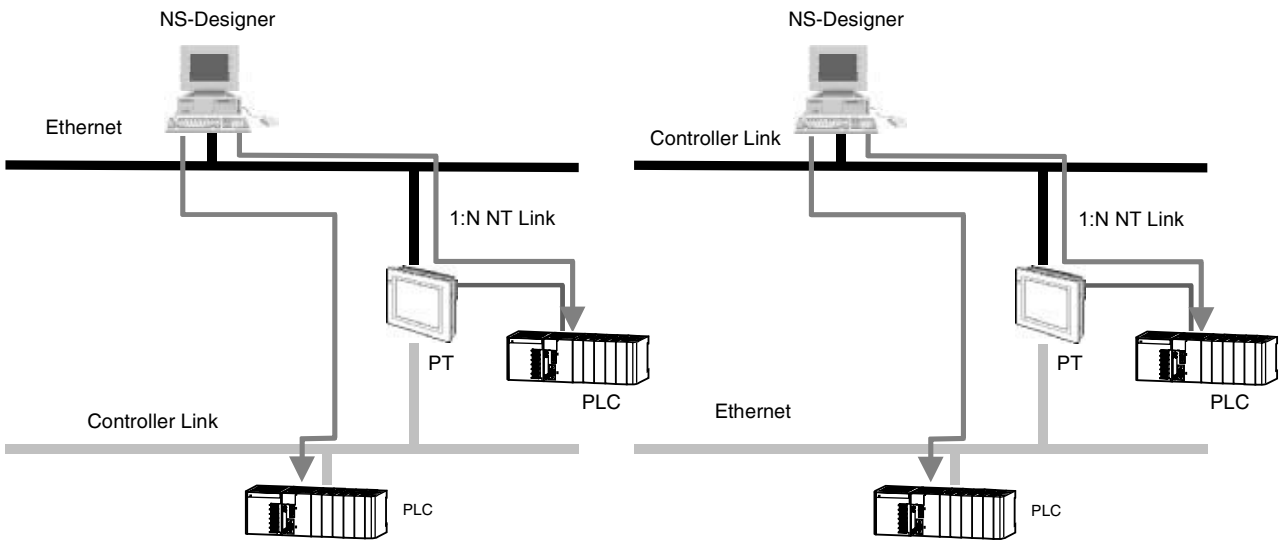 NS-Designer
Ethernet
1:N NT Link
PT
PLC
Controller Link
PLC
NS-Designer
Controller Link
1:N NT Link
PT
PLC
Ethernet
PLC